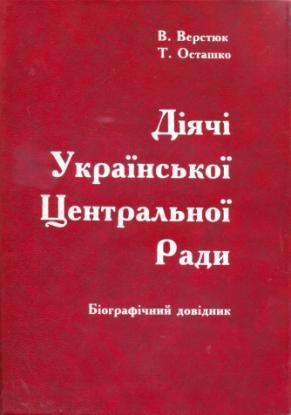 В. Верстюк
Т. Осташко
Діячі
Української
Центральної
Ради
Біографічний довідник